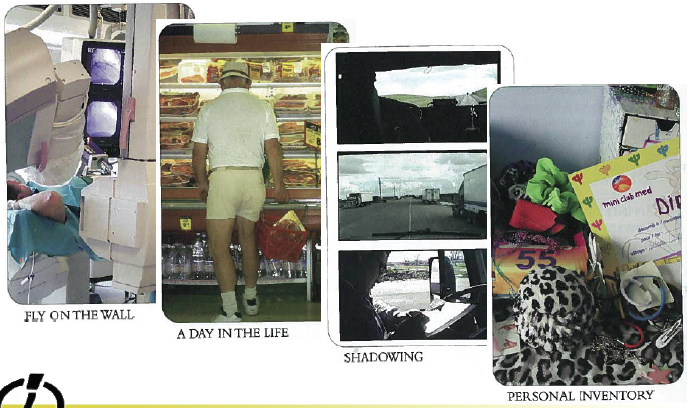 FLY ON THE WALL
A DAY IN THE LIFE
SHADOWING
PERSONAL INVENTORY
mini club med
55